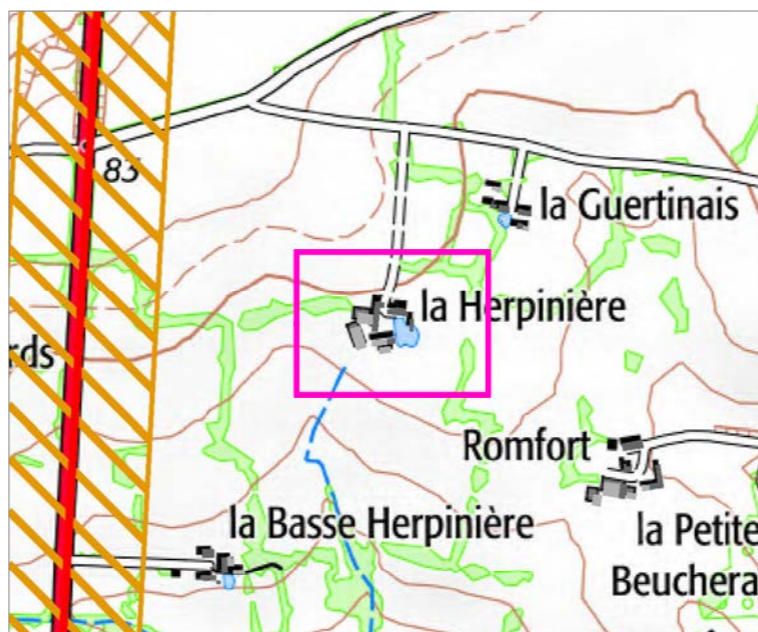 83
la Guertinais
la Herpinière
rds
Romfort
la Basse Herpinière
la Petite
Beuchera